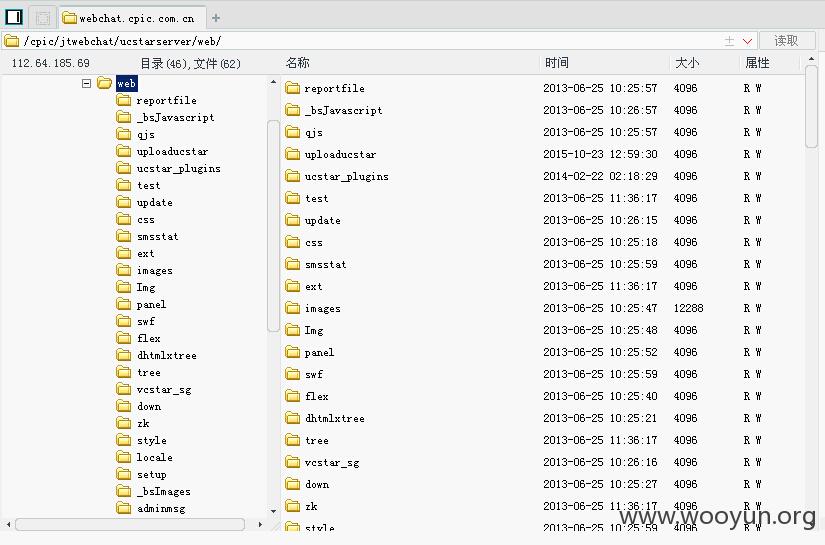 webchat.cpic.com.cn
/cpic/jtwebchat/ucstarserver/web/ 读取
112.64.185.69 目录(46),文件(62) 名称 时间 大小 属性
web
reportfile
_bsJavascript
qjs
uploaducstar
ucstar_plugins
test
update
css
smsstat
ext
images
Img
panel
swf
flex
dhtmlxtree
tree
vcstar_sg
down
zk
style
locale
setup
_bsImages
adminmsg
reportfile 2013-06-25 10:25:57 4096 R W
_bsJavascript 2013-06-25 10:26:57 4096 R W
qjs 2013-06-25 10:25:57 4096 R W
uploaducstar 2015-10-23 12:59:30 4096 R W
ucstar_plugins 2014-02-22 02:18:29 4096 R W
test 2013-06-25 11:36:17 4096 R W
update 2013-06-25 10:26:15 4096 R W
css 2013-06-25 10:25:18 4096 R W
smsstat 2013-06-25 10:25:59 4096 R W
ext 2013-06-25 11:36:17 4096 R W
images 2013-06-25 10:25:47 12288 R W
Img 2013-06-25 10:25:48 4096 R W
panel 2013-06-25 10:25:52 4096 R W
swf 2013-06-25 10:25:59 4096 R W
flex 2013-06-25 10:25:40 4096 R W
dhtmlxtree 2013-06-25 10:25:21 4096 R W
tree 2013-06-25 11:36:17 4096 R W
vcstar_sg 2013-06-25 10:26:16 4096 R W
down 2013-06-25 10:25:27 4096 R W
zk 2013-06-25 11:36:17 4096 R W
style 2013-06-25 10:25:59 4096 R W
www.wooyun.org